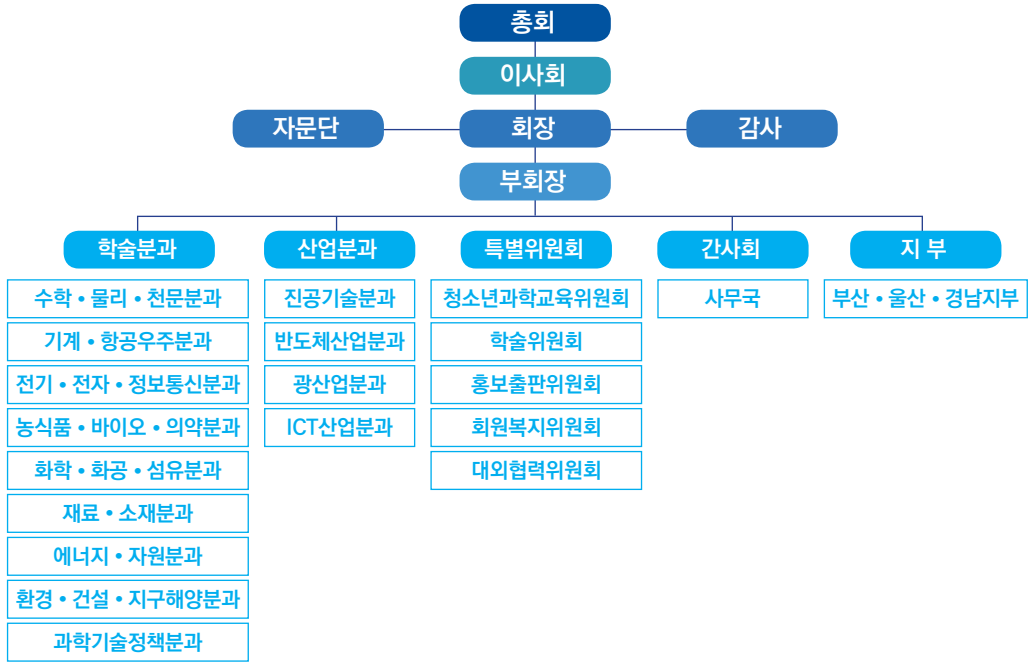 총회
이사회
자문단
회장
감사
부회장
학술분과
수학 • 물리 • 천문분과
기계 • 항공우주분과
전기 • 전자 • 정보통신분과
농식품 • 바이오 • 의약분과
화학 • 화공 • 섬유분과
재료 • 소재분과
에너지 • 자원분과
환경 • 건설 • 지구해양분과
과학기술정책분과
산업분과
진공기술분과
반도체산업분과
광산업분과
ICT산업분과
특별위원회
청소년과학교육위원회
학술위원회
홍보출판위원회
회원복지위원회
대외협력위원회
간사회
사무국
지 부
부산 • 울산 • 경남지부